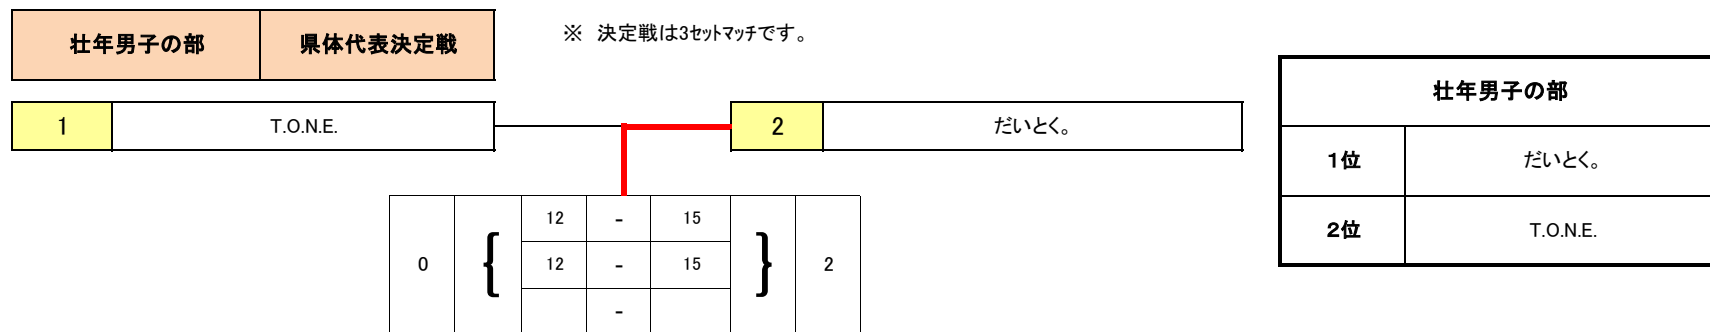 壮年男子の部 県体代表決定戦
※ 決定戦は3セットマッチです。
1 T.O.N.E.
2 だいとく。
0 { 12 - 15 } 2
12 - 15
-
壮年男子の部
1位 だいとく。
2位 T.O.N.E.